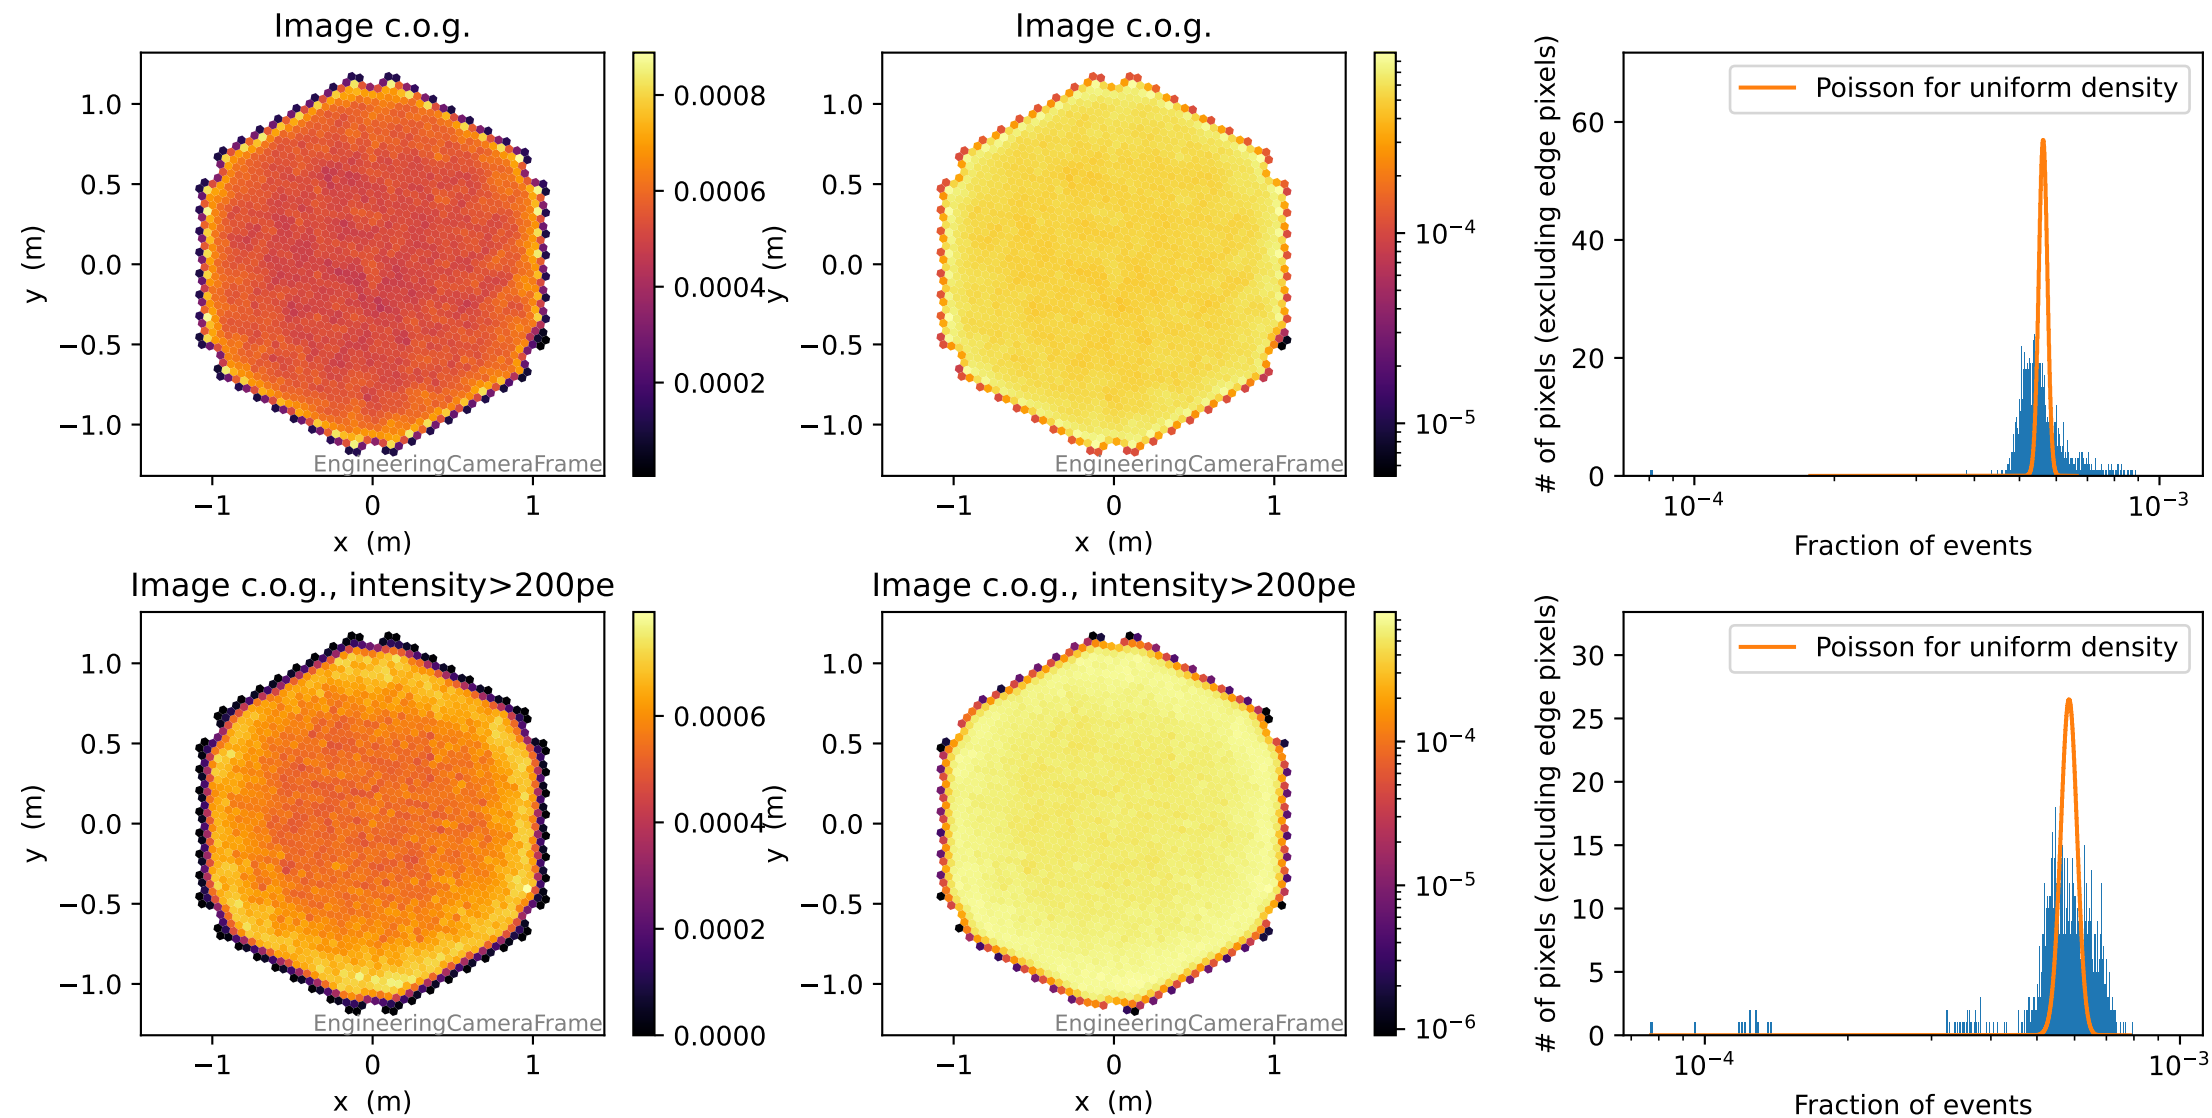 Image c.o.g.
y (m)
1.0
0.5
0.0
−0.5
−1.0
EngineeringCameraFrame
−1 0 1
x (m)
0.0008
0.0006
0.0004
0.0002
Image c.o.g.
y (m)
1.0
0.5
0.0
−0.5
−1.0
EngineeringCameraFrame
−1 0 1
x (m)
10⁻⁴
10⁻⁵
# of pixels (excluding edge pixels)
60
40
20
0
Poisson for uniform density
10⁻⁴ 10⁻³
Fraction of events
Image c.o.g., intensity>200pe
y (m)
1.0
0.5
0.0
−0.5
−1.0
EngineeringCameraFrame
−1 0 1
x (m)
0.0006
0.0004
0.0002
0.0000
Image c.o.g., intensity>200pe
y (m)
1.0
0.5
0.0
−0.5
−1.0
EngineeringCameraFrame
−1 0 1
x (m)
10⁻⁴
10⁻⁵
10⁻⁶
# of pixels (excluding edge pixels)
30
25
20
15
10
5
0
Poisson for uniform density
10⁻⁴ 10⁻³
Fraction of events